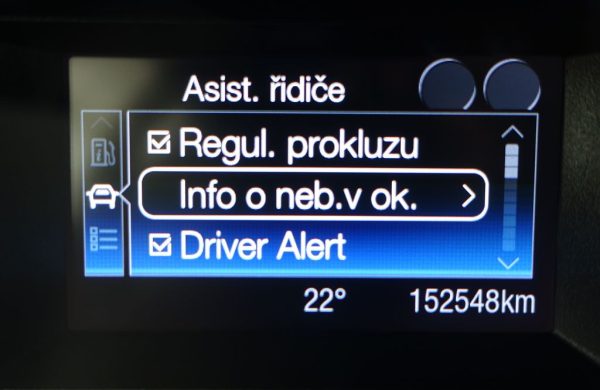 Asist. řidiče
Regul. prokluzu
Info o neb.v ok.
Driver Alert
22° 152548km